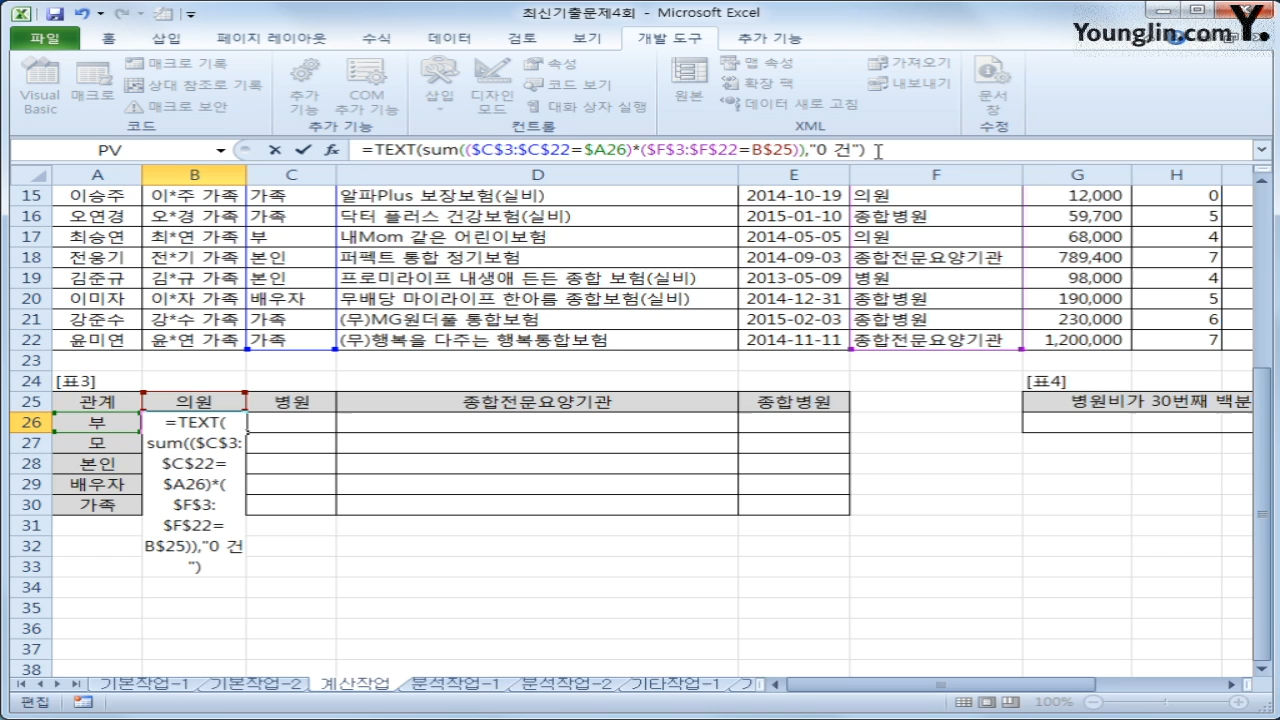 최신기출문제4회 - Microsoft Excel
YoungJin.com Y.
파일 홈 삽입 페이지 레이아웃 수식 데이터 검토 보기 개발 도구 추가 기능
Visual Basic
매크로
매크로 기록
상대 참조로 기록
매크로 보안
코드
추가 기능
COM 추가 기능
추가 기능
삽입
디자인 모드
속성
코드 보기
대화 상자 실행
컨트롤
원본
맵 속성
확장 팩
데이터 새로 고침
가져오기
내보내기
XML
문서 창
수정
PV =TEXT(sum(($C$3:$C$22=$A26)*($F$3:$F$22=B$25)),"0 건")
A B C D E F G H
15 이승주 이*주 가족 가족 알파Plus 보장보험(실비) 2014-10-19 의원 12,000 0
16 오연경 오*경 가족 가족 닥터 플러스 건강보험(실비) 2015-01-10 종합병원 59,700 5
17 최승연 최*연 가족 부 내Mom 같은 어린이보험 2014-05-05 의원 68,000 4
18 전웅기 전*기 가족 본인 퍼펙트 통합 정기보험 2014-09-03 종합전문요양기관 789,400 7
19 김준규 김*규 가족 본인 프로미라이프 내생애 든든 종합 보험(실비) 2013-05-09 병원 98,000 4
20 이미자 이*자 가족 배우자 무배당 마이라이프 한아름 종합보험(실비) 2014-12-31 종합병원 190,000 5
21 강준수 강*수 가족 가족 (무)MG원더풀 통합보험 2015-02-03 종합병원 230,000 6
22 윤미연 윤*연 가족 가족 (무)행복을 다주는 행복통합보험 2014-11-11 종합전문요양기관 1,200,000 7
23
24 [표3] [표4]
25 관계 의원 병원 종합전문요양기관 종합병원 병원비가 30번째 백분
26 부 =TEXT(
27 모 sum(($C$3:
28 본인 $C$22=
29 배우자 $A26)*(
30 가족 $F$3:
31 $F$22=
32 B$25)),"0 건
33 ")
34
35
36
37
38
기본작업-1 기본작업-2 계산작업 분석작업-1 분석작업-2 기타작업-1
편집 100%